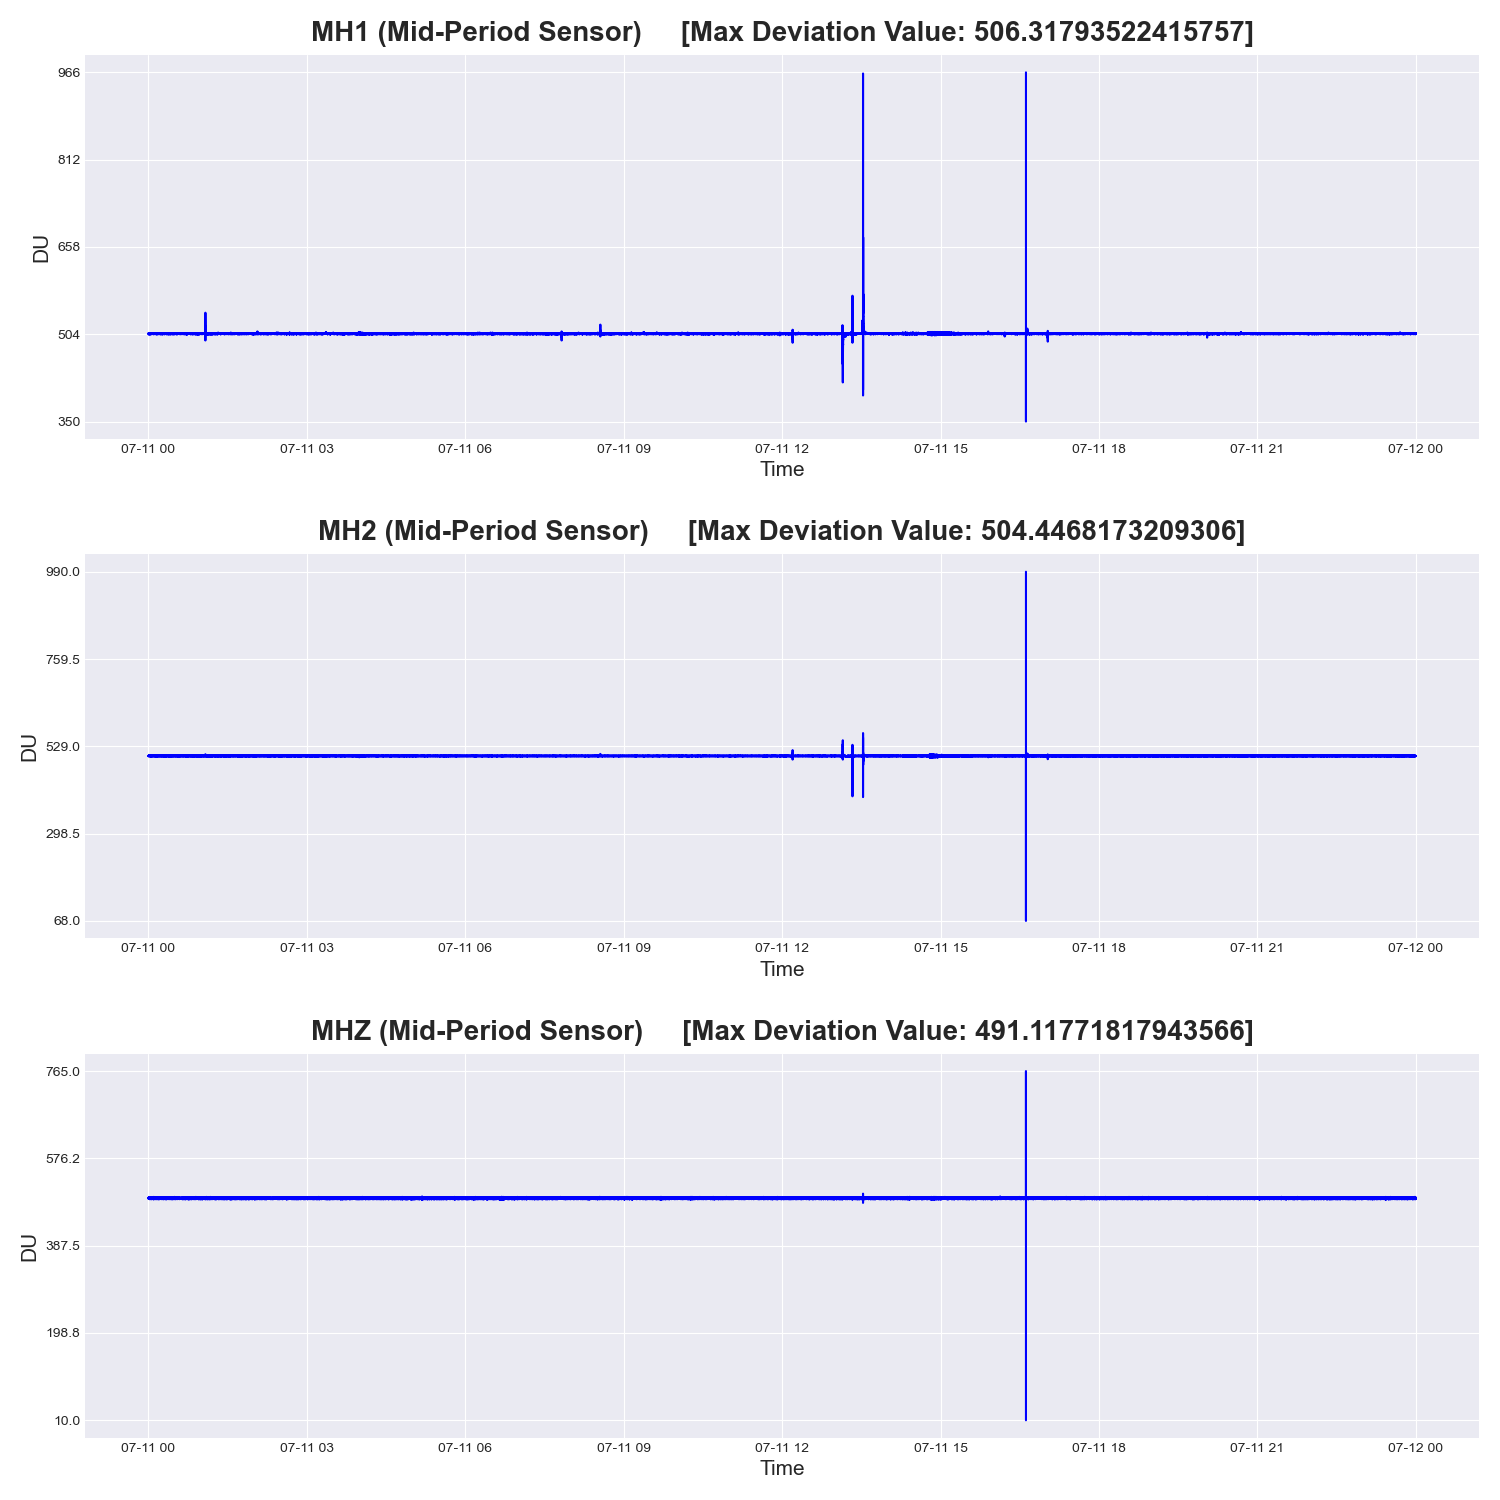 MH1 (Mid-Period Sensor) [Max Deviation Value: 506.31793522415757]
966
812
658
504
350
DU
07-11 00 07-11 03 07-11 06 07-11 09 07-11 12 07-11 15 07-11 18 07-11 21 07-12 00
Time
MH2 (Mid-Period Sensor) [Max Deviation Value: 504.4468173209306]
990.0
759.5
529.0
298.5
68.0
DU
07-11 00 07-11 03 07-11 06 07-11 09 07-11 12 07-11 15 07-11 18 07-11 21 07-12 00
Time
MHZ (Mid-Period Sensor) [Max Deviation Value: 491.11771817943566]
765.0
576.2
387.5
198.8
10.0
DU
07-11 00 07-11 03 07-11 06 07-11 09 07-11 12 07-11 15 07-11 18 07-11 21 07-12 00
Time